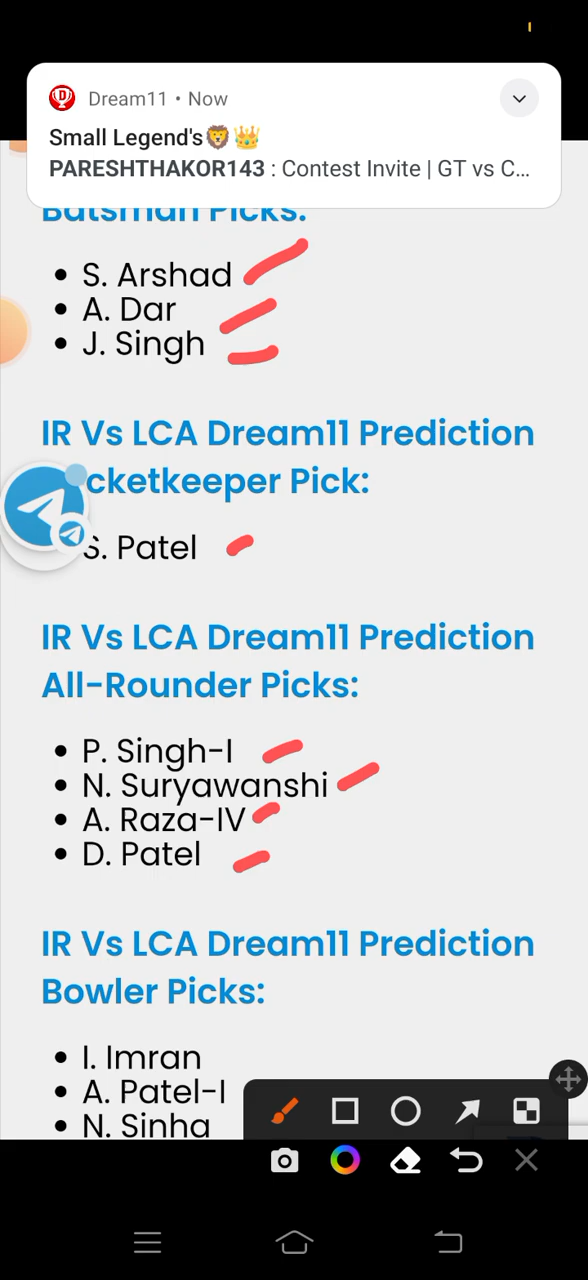 Dream11 • Now
Small Legend's🦁👑
PARESHTHAKOR143 : Contest Invite | GT vs C...
Batsman Picks:
• S. Arshad
• A. Dar
• J. Singh
IR Vs LCA Dream11 Prediction
cketkeeper Pick:
S. Patel
IR Vs LCA Dream11 Prediction
All-Rounder Picks:
• P. Singh-I
• N. Suryawanshi
• A. Raza-IV
• D. Patel
IR Vs LCA Dream11 Prediction
Bowler Picks:
• I. Imran
• A. Patel-I
• N. Sinha